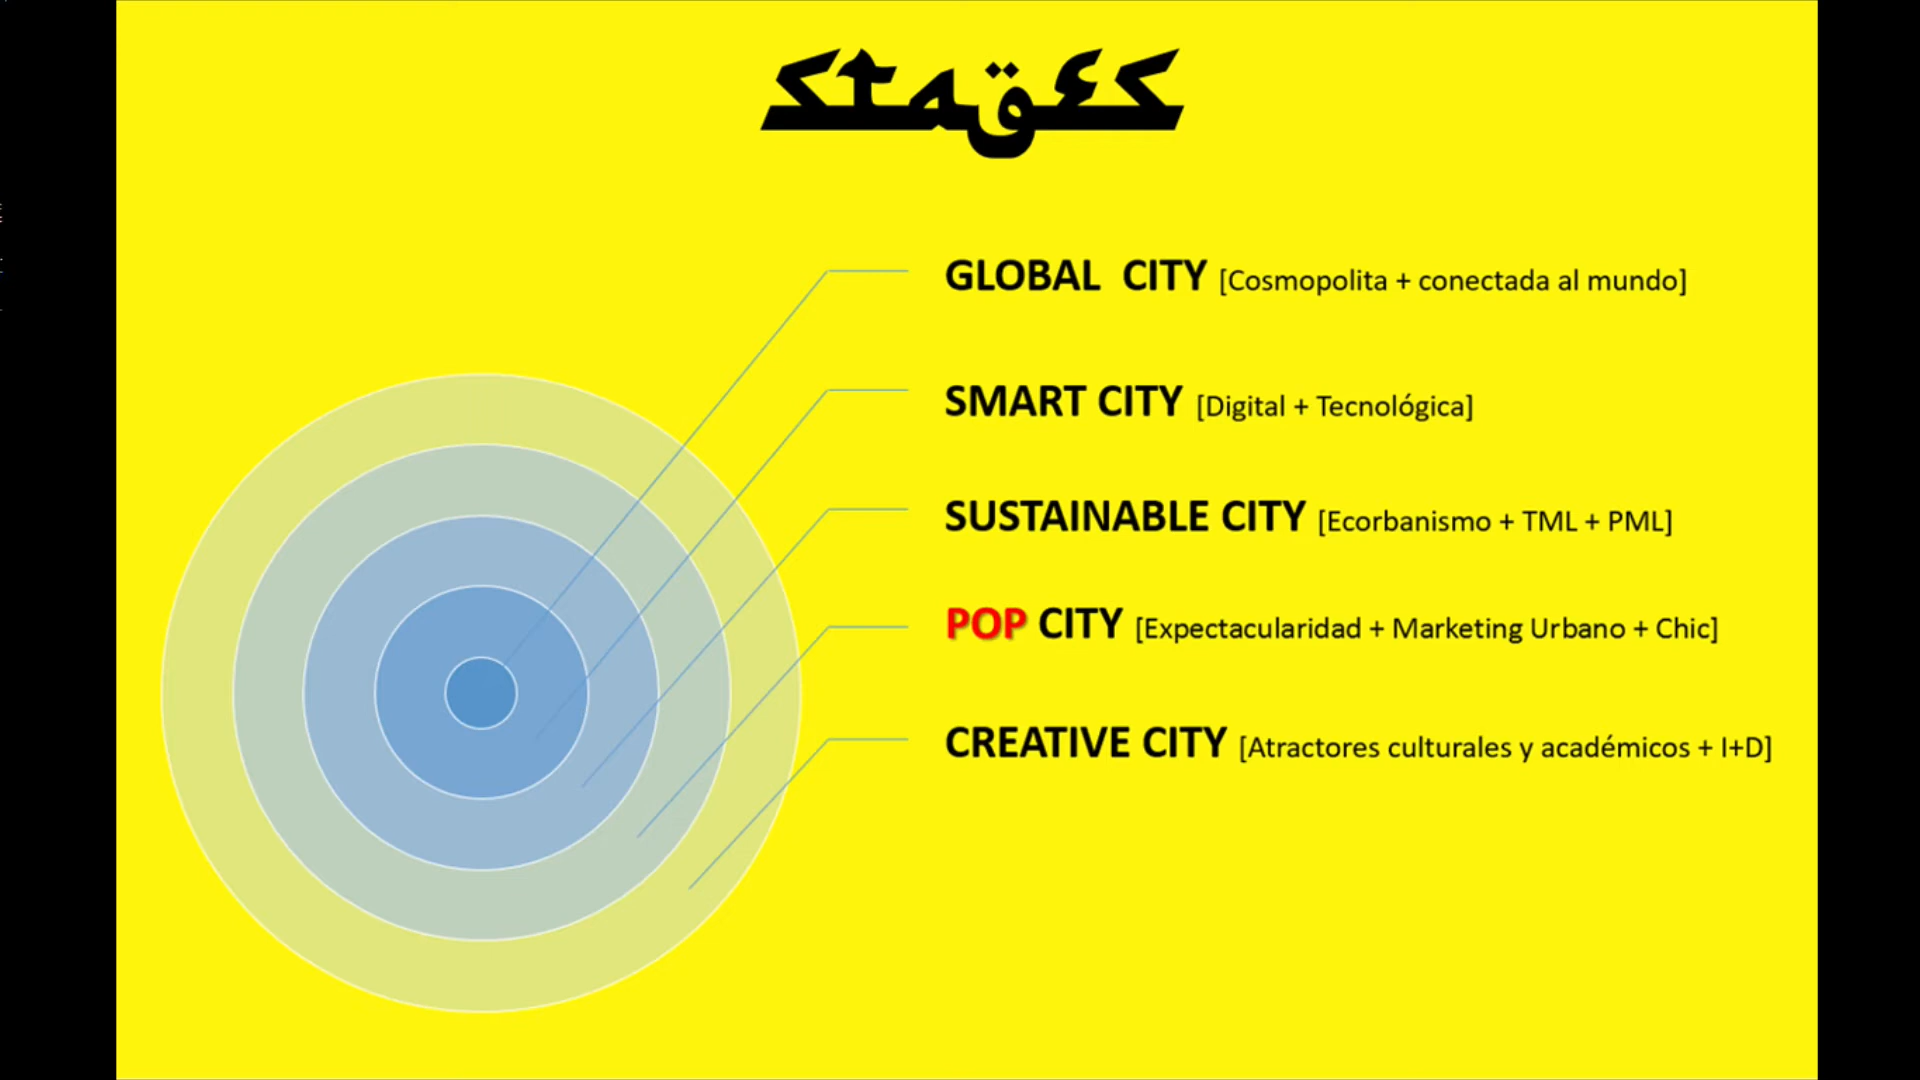 STAGES
GLOBAL CITY [Cosmopolita + conectada al mundo]
SMART CITY [Digital + Tecnológica]
SUSTAINABLE CITY [Ecorbanismo + TML + PML]
POP CITY [Expectacularidad + Marketing Urbano + Chic]
CREATIVE CITY [Atractores culturales y académicos + I+D]